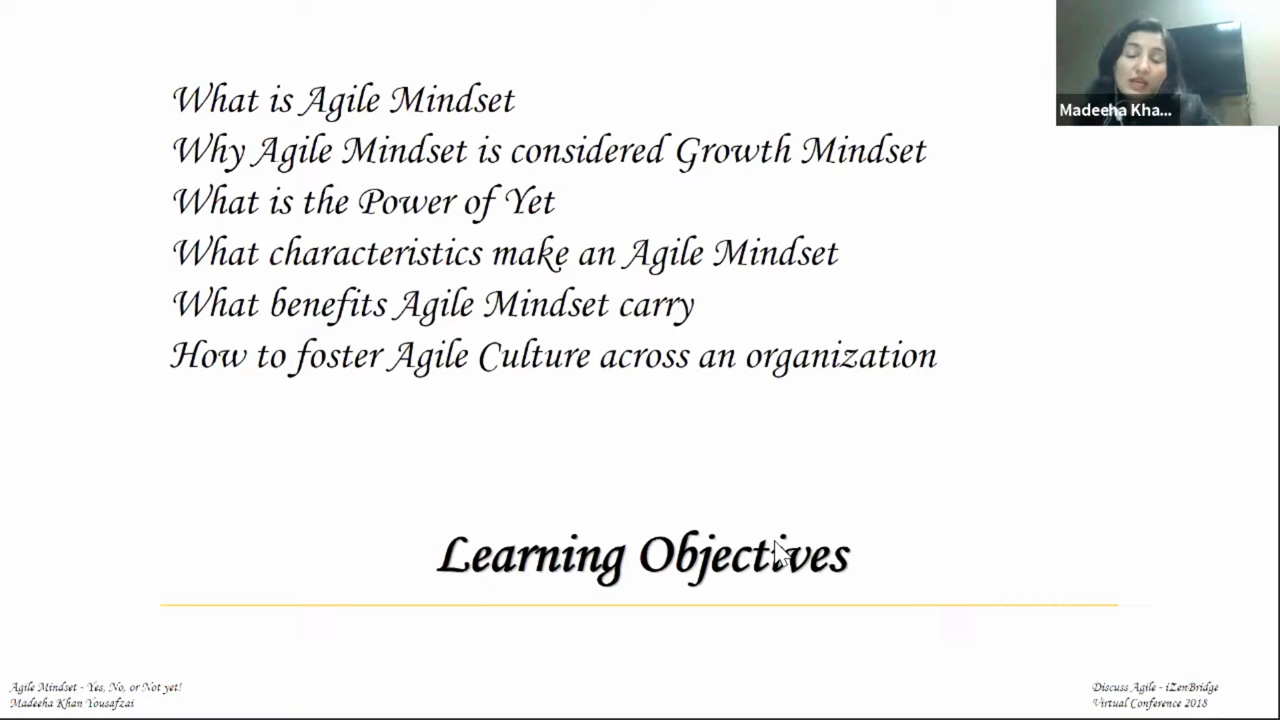 What is Agile Mindset
Why Agile Mindset is considered Growth Mindset
What is the Power of Yet
What characteristics make an Agile Mindset
What benefits Agile Mindset carry
How to foster Agile Culture across an organization
Learning Objectives
Madeeha Kha...
Agile Mindset - Yes, No, or Not yet!
Madeeha Khan Yousafzai
Discuss Agile - iZenBridge
Virtual Conference 2018